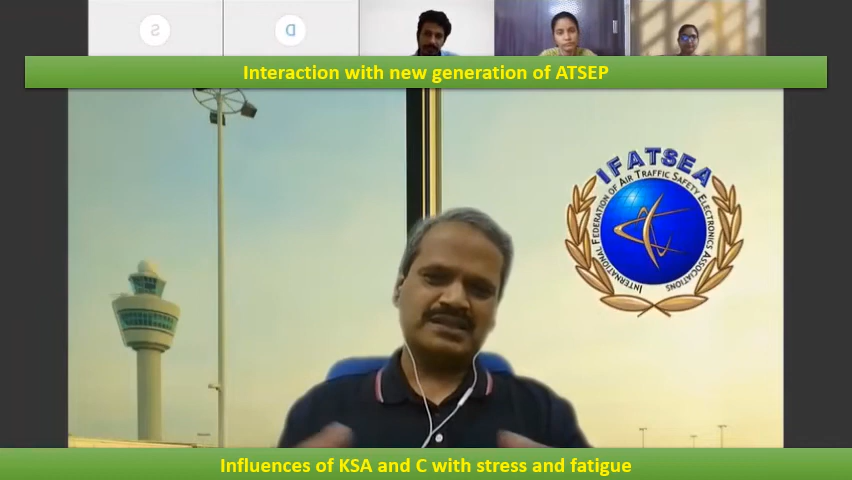 S
D
Interaction with new generation of ATSEP
IFATSEA
INTERNATIONAL FEDERATION OF AIR TRAFFIC SAFETY ELECTRONICS ASSOCIATIONS
Influences of KSA and C with stress and fatigue